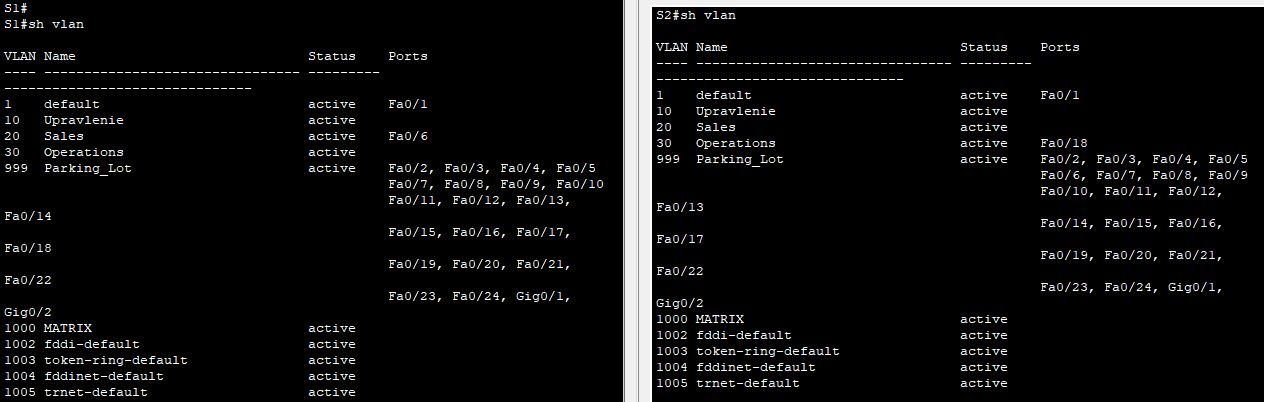 S1#
S1#sh vlan
VLAN Name                             Status    Ports
---- -------------------------------- ---------
-------------------------------
1    default                          active    Fa0/1
10   Upravlenie                       active
20   Sales                            active    Fa0/6
30   Operations                       active
999  Parking_Lot                      active    Fa0/2, Fa0/3, Fa0/4, Fa0/5
                                                Fa0/7, Fa0/8, Fa0/9, Fa0/10
                                                Fa0/11, Fa0/12, Fa0/13,
Fa0/14
                                                Fa0/15, Fa0/16, Fa0/17,
Fa0/18
                                                Fa0/19, Fa0/20, Fa0/21,
Fa0/22
                                                Fa0/23, Fa0/24, Gig0/1,
Gig0/2
1000 MATRIX                           active
1002 fddi-default                     active
1003 token-ring-default               active
1004 fddinet-default                  active
1005 trnet-default                    active
S2#sh vlan
VLAN Name                             Status    Ports
---- -------------------------------- ---------
-------------------------------
1    default                          active    Fa0/1
10   Upravlenie                       active
20   Sales                            active
30   Operations                       active    Fa0/18
999  Parking_Lot                      active    Fa0/2, Fa0/3, Fa0/4, Fa0/5
                                                Fa0/6, Fa0/7, Fa0/8, Fa0/9
                                                Fa0/10, Fa0/11, Fa0/12,
Fa0/13
                                                Fa0/14, Fa0/15, Fa0/16,
Fa0/17
                                                Fa0/19, Fa0/20, Fa0/21,
Fa0/22
                                                Fa0/23, Fa0/24, Gig0/1,
Gig0/2
1000 MATRIX                           active
1002 fddi-default                     active
1003 token-ring-default               active
1004 fddinet-default                  active
1005 trnet-default                    active